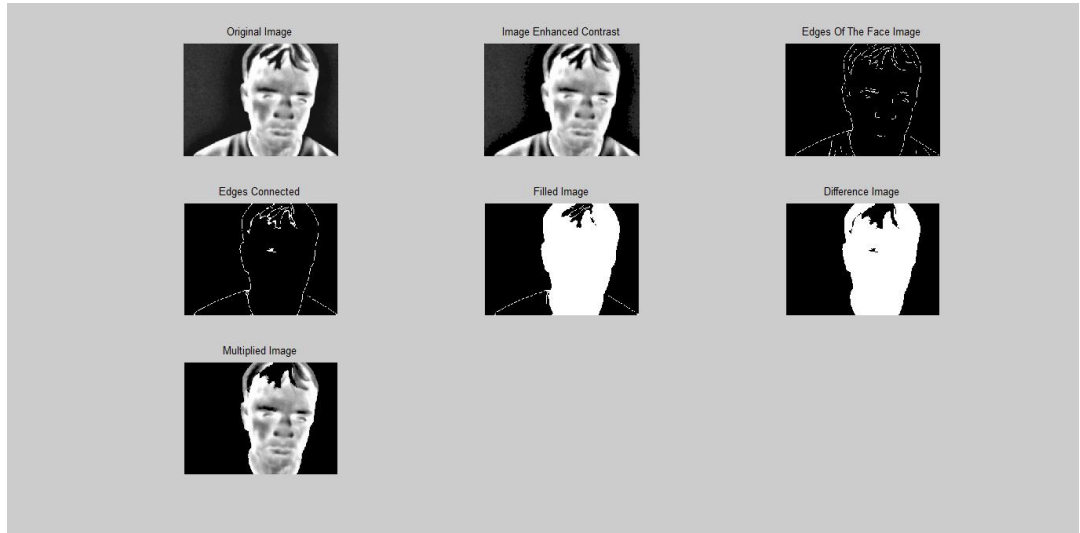 Original Image
Image Enhanced Contrast
Edges Of The Face Image
Edges Connected
Filled Image
Difference Image
Multiplied Image